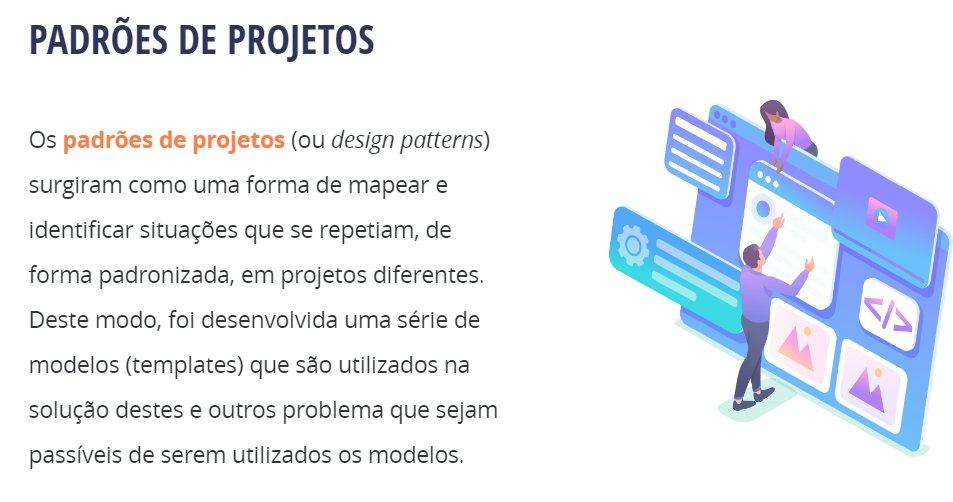 PADRÕES DE PROJETOS
Os padrões de projetos (ou design patterns)
surgiram como uma forma de mapear e
identificar situações que se repetiam, de
forma padronizada, em projetos diferentes.
Deste modo, foi desenvolvida uma série de
modelos (templates) que são utilizados na
solução destes e outros problema que sejam
passíveis de serem utilizados os modelos.